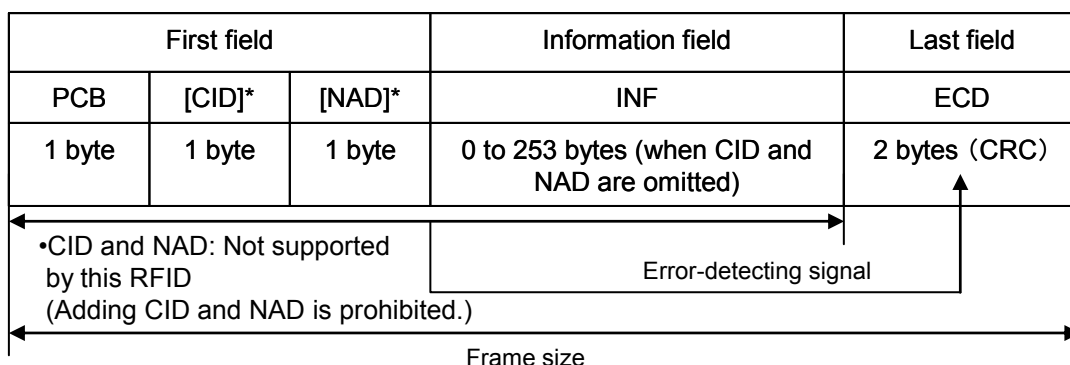 First field Information field Last field
PCB [CID]* [NAD]* INF ECD
1 byte 1 byte 1 byte 0 to 253 bytes (when CID and NAD are omitted) 2 bytes (CRC)
•CID and NAD: Not supported
by this RFID
(Adding CID and NAD is prohibited.)
Error-detecting signal
Frame size